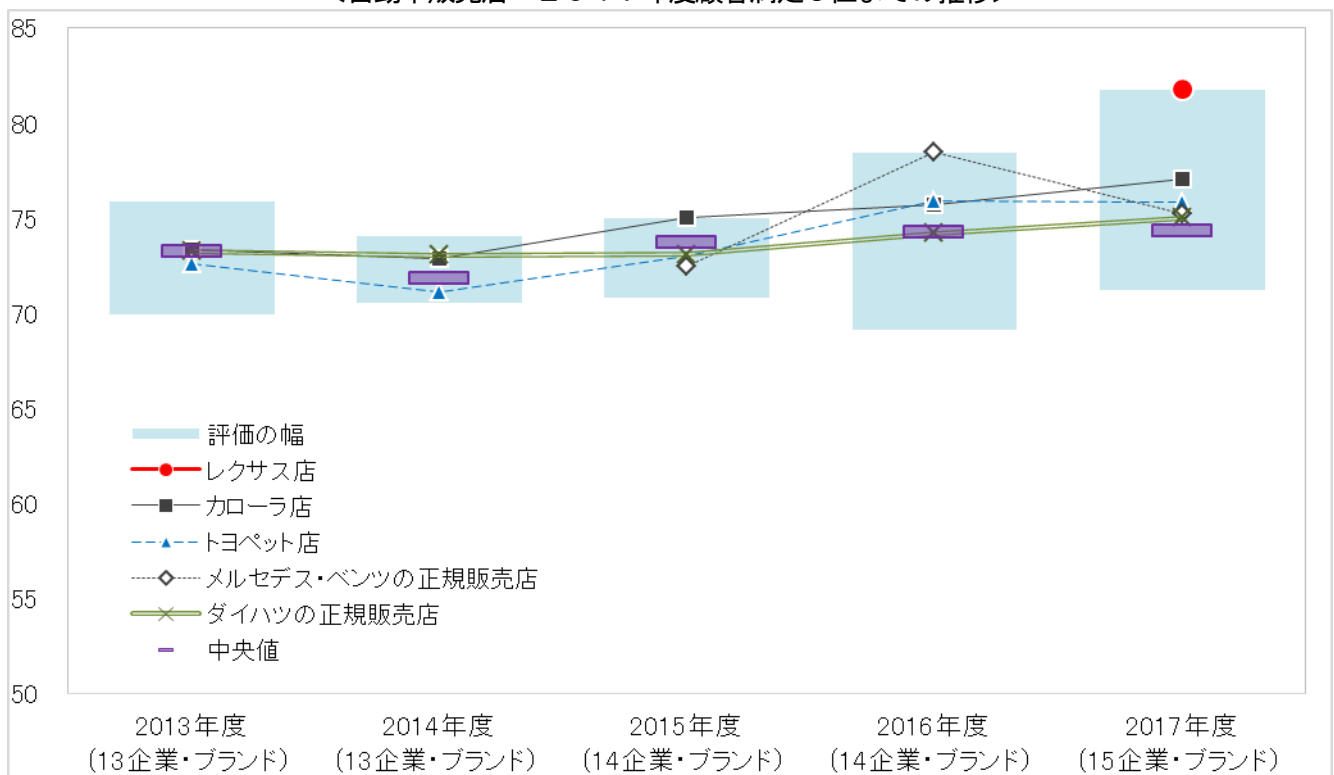 85
80
75
70
65
60
55
50
評価の幅
レクサス店
カローラ店
トヨペット店
メルセデス・ベンツの正規販売店
ダイハツの正規販売店
中央値
2013年度 2014年度 2015年度 2016年度 2017年度
(13企業・ブランド) (13企業・ブランド) (14企業・ブランド) (14企業・ブランド) (15企業・ブランド)